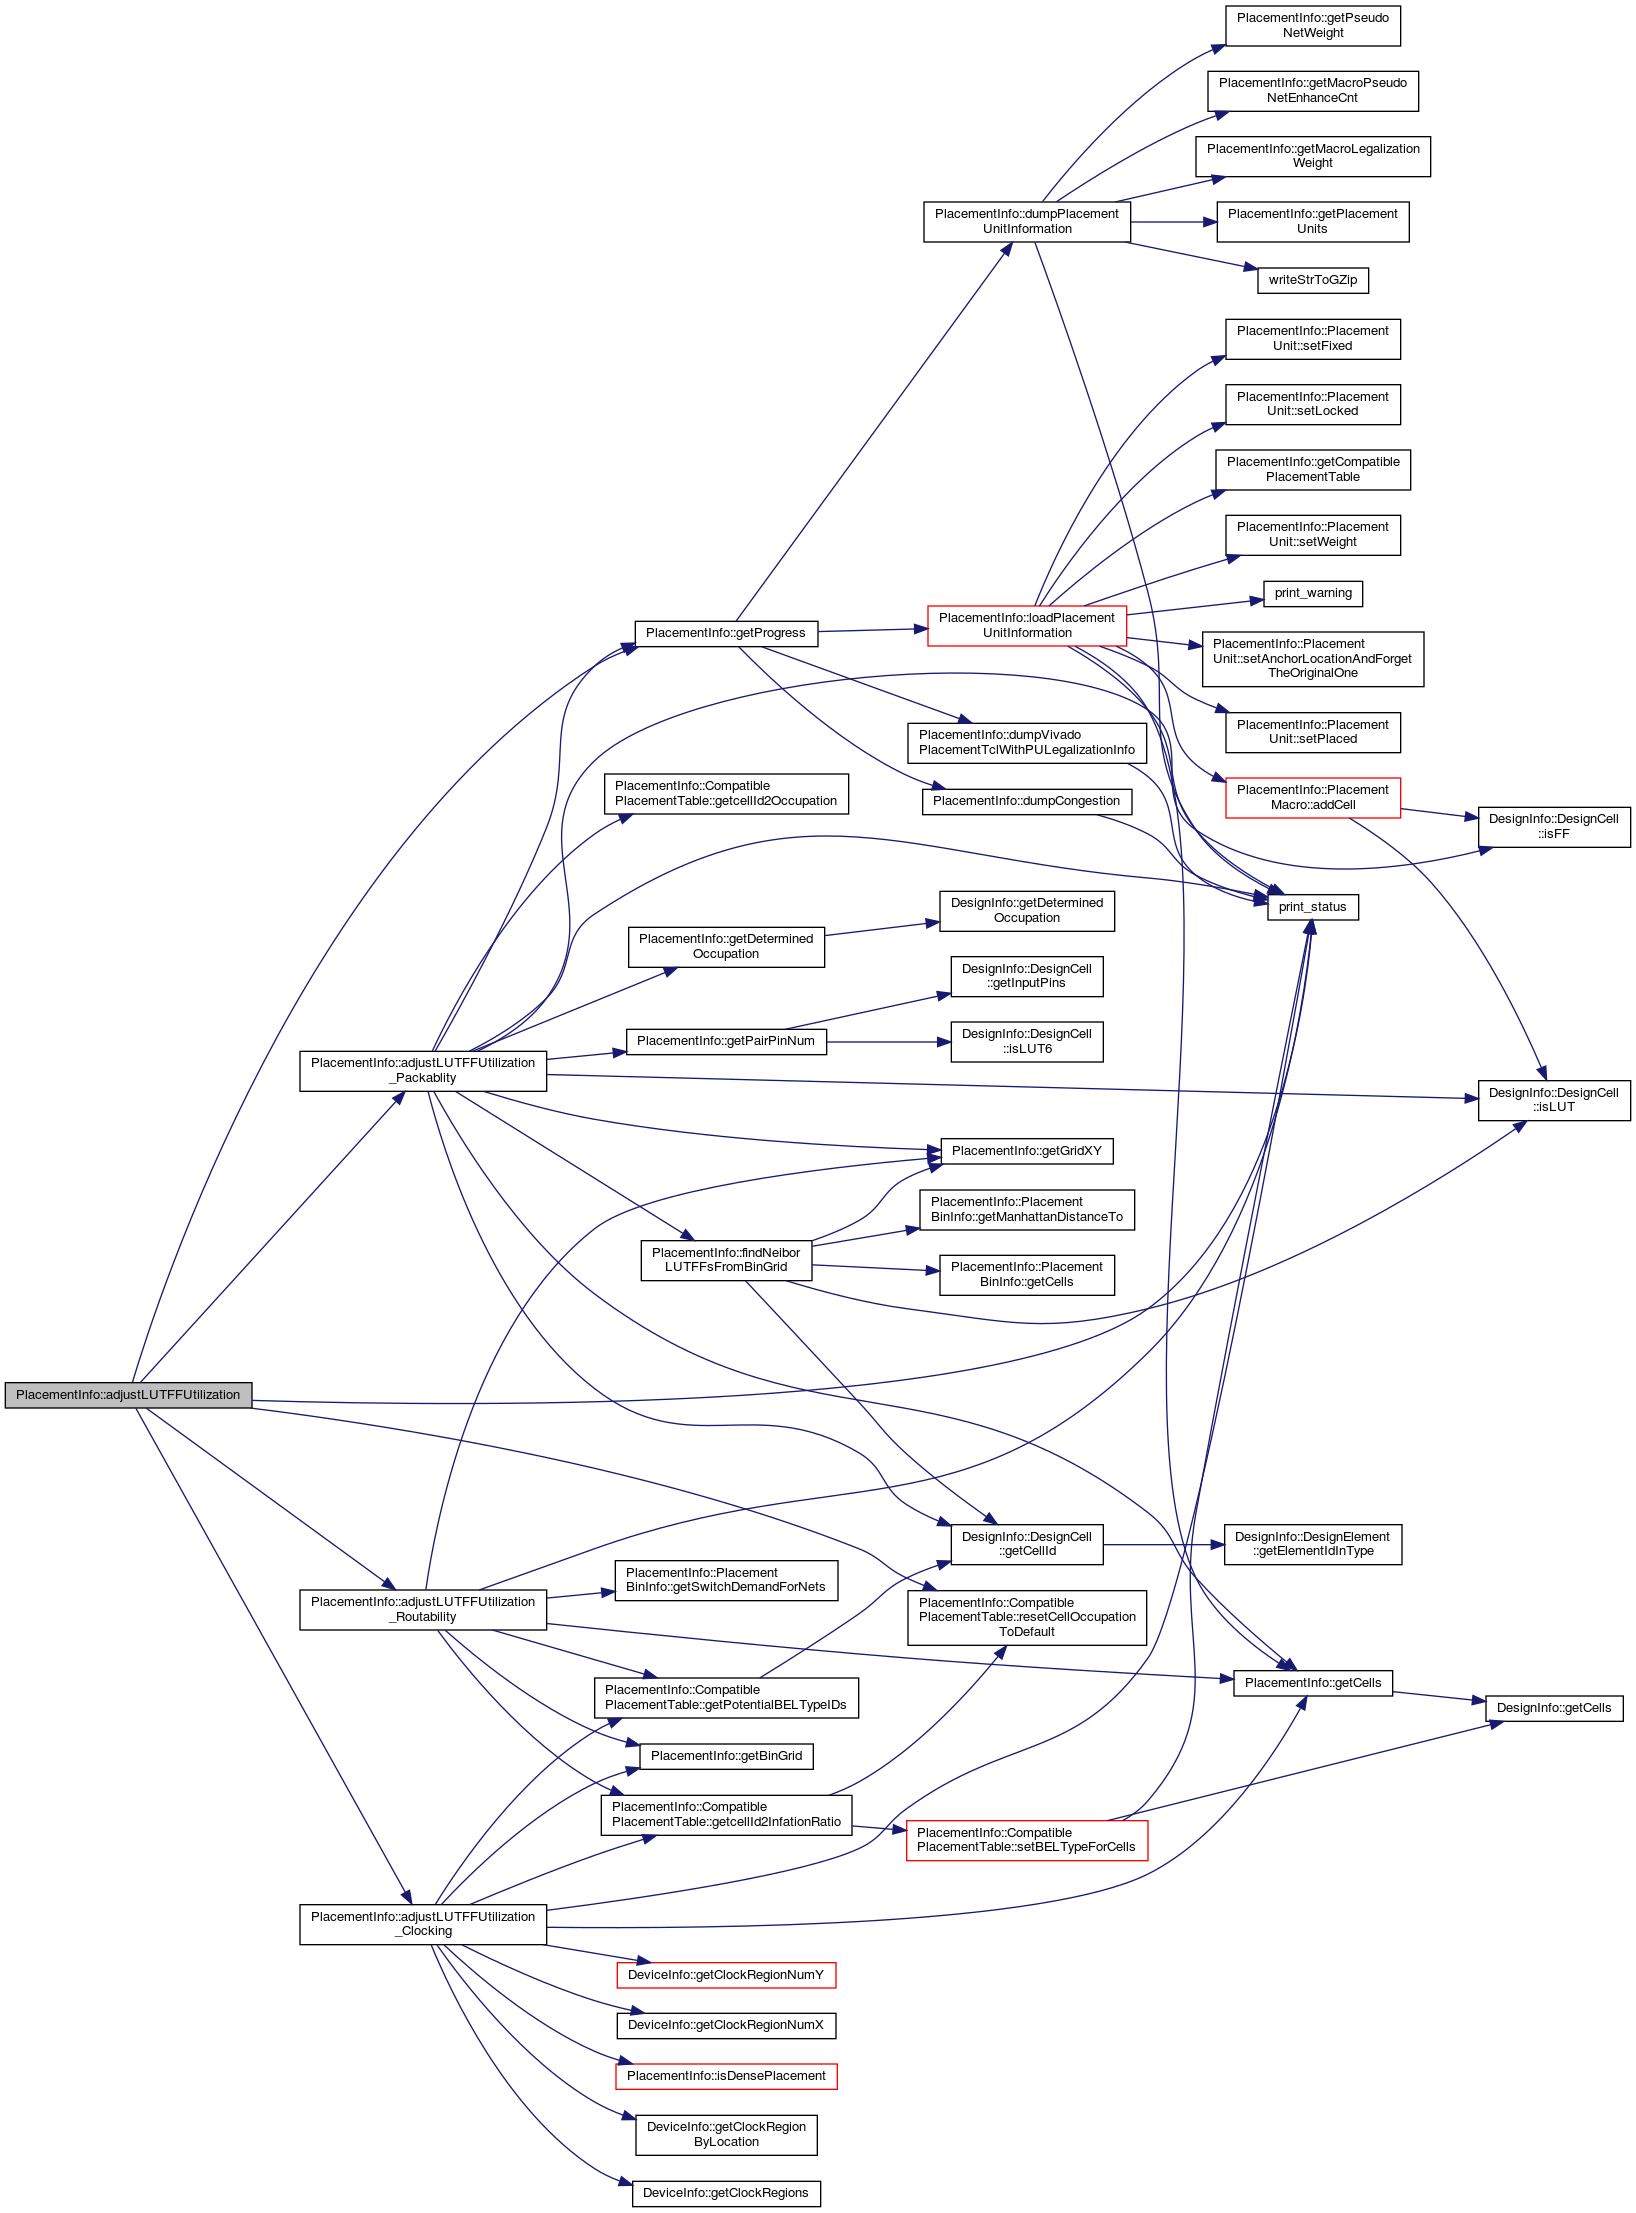 PlacementInfo::getPseudo
NetWeight
PlacementInfo::getMacroPseudo
NetEnhanceCnt
PlacementInfo::getMacroLegalization
Weight
PlacementInfo::dumpPlacement
UnitInformation
PlacementInfo::getPlacement
Units
writeStrToGZip
PlacementInfo::Placement
Unit::setFixed
PlacementInfo::Placement
Unit::setLocked
PlacementInfo::getCompatible
PlacementTable
PlacementInfo::Placement
Unit::setWeight
print_warning
PlacementInfo::getProgress
PlacementInfo::loadPlacement
UnitInformation
PlacementInfo::Placement
Unit::setAnchorLocationAndForget
TheOriginalOne
PlacementInfo::dumpVivado
PlacementTclWithPULegalizationInfo
PlacementInfo::Placement
Unit::setPlaced
PlacementInfo::Compatible
PlacementTable::getcellId2Occupation
PlacementInfo::dumpCongestion
PlacementInfo::Placement
Macro::addCell
DesignInfo::DesignCell
::isFF
print_status
PlacementInfo::getDetermined
Occupation
DesignInfo::getDetermined
Occupation
DesignInfo::DesignCell
::getInputPins
PlacementInfo::getPairPinNum
DesignInfo::DesignCell
::isLUT6
PlacementInfo::adjustLUTFFUtilization
_Packablity
DesignInfo::DesignCell
::isLUT
PlacementInfo::getGridXY
PlacementInfo::Placement
BinInfo::getManhattanDistanceTo
PlacementInfo::findNeibor
LUTFFsFromBinGrid
PlacementInfo::Placement
BinInfo::getCells
PlacementInfo::adjustLUTFFUtilization
DesignInfo::DesignCell
::getCellId
DesignInfo::DesignElement
::getElementIdInType
PlacementInfo::Placement
BinInfo::getSwitchDemandForNets
PlacementInfo::adjustLUTFFUtilization
_Routability
PlacementInfo::Compatible
PlacementTable::resetCellOccupation
ToDefault
PlacementInfo::Compatible
PlacementTable::getPotentialBELTypeIDs
PlacementInfo::getCells
DesignInfo::getCells
PlacementInfo::getBinGrid
PlacementInfo::Compatible
PlacementTable::getcellId2InfationRatio
PlacementInfo::Compatible
PlacementTable::setBELTypeForCells
PlacementInfo::adjustLUTFFUtilization
_Clocking
DeviceInfo::getClockRegionNumY
DeviceInfo::getClockRegionNumX
PlacementInfo::isDensePlacement
DeviceInfo::getClockRegion
ByLocation
DeviceInfo::getClockRegions